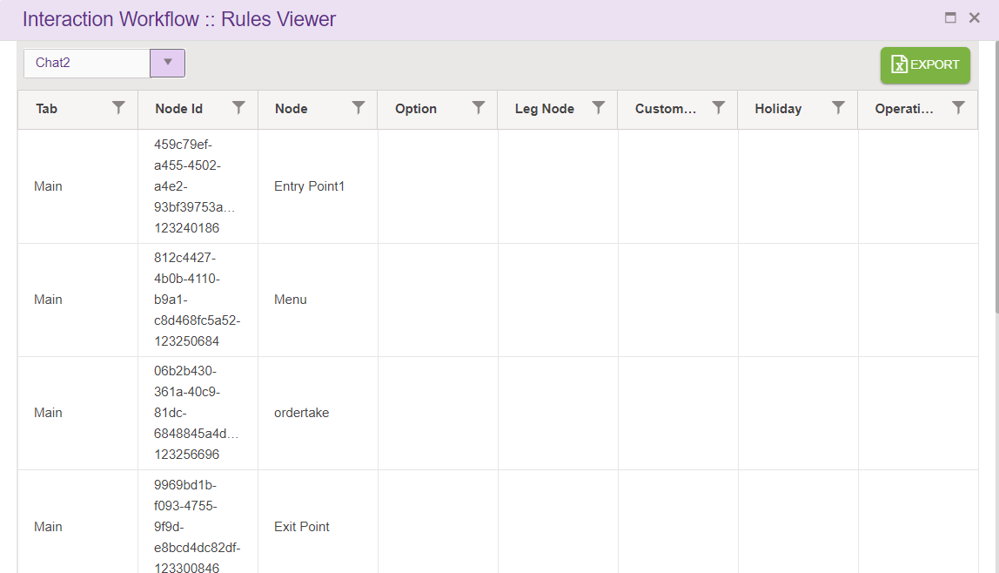 Interaction Workflow :: Rules Viewer
Chat2
EXPORT
Tab Node Id Node Option Leg Node Custom... Holiday Operati...
459c79ef-
a455-4502-
Main a4e2- Entry Point1
93bf39753a...
123240186
812c4427-
4b0b-4110-
Main b9a1- Menu
c8d468fc5a52-
123250684
06b2b430-
361a-40c9-
Main 81dc- ordertake
6848845a4d...
123256696
9969bd1b-
f093-4755-
Main 9f9d- Exit Point
e8bcd4dc82df-
123300846